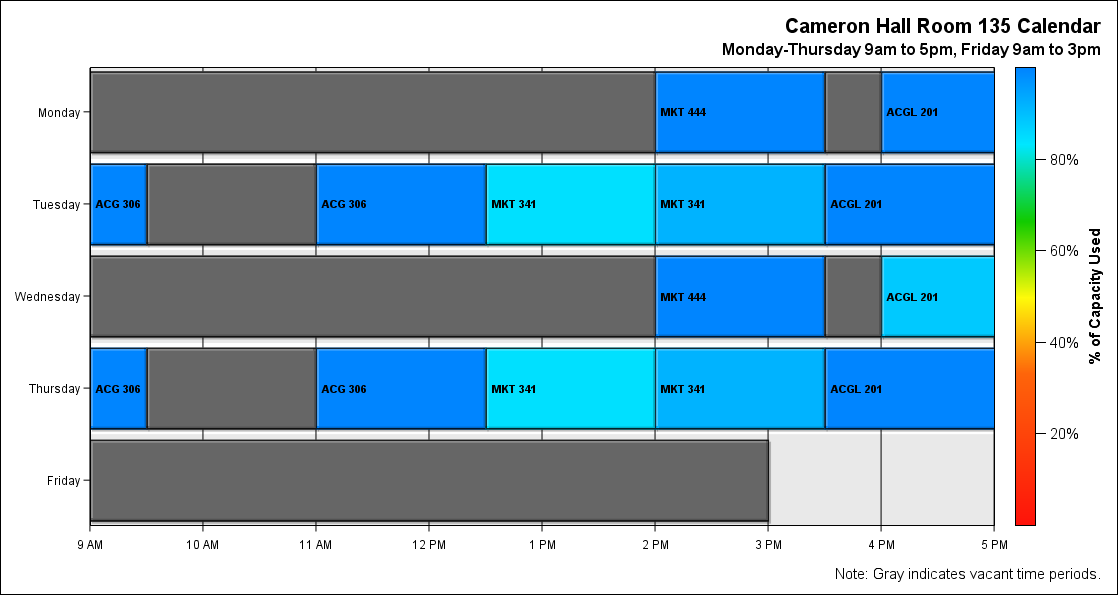 Cameron Hall Room 135 Calendar
Monday-Thursday 9am to 5pm, Friday 9am to 3pm
Monday
MKT 444
ACGL 201
Tuesday
ACG 306
ACG 306
MKT 341
MKT 341
ACGL 201
Wednesday
MKT 444
ACGL 201
Thursday
ACG 306
ACG 306
MKT 341
MKT 341
ACGL 201
Friday
9 AM
10 AM
11 AM
12 PM
1 PM
2 PM
3 PM
4 PM
5 PM
80%
60%
40%
20%
% of Capacity Used
Note: Gray indicates vacant time periods.